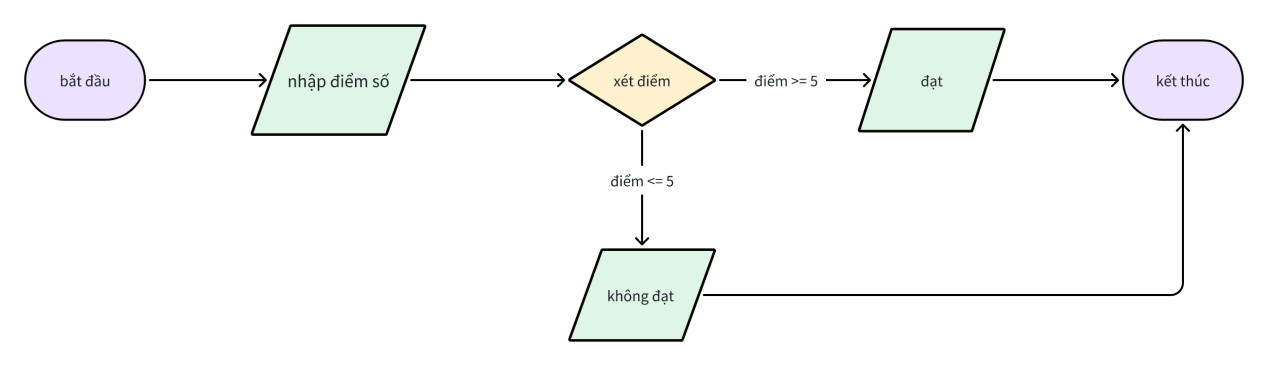 bắt đầu
nhập điểm số
xét điểm
điểm >= 5
đạt
kết thúc
điểm <= 5
không đạt